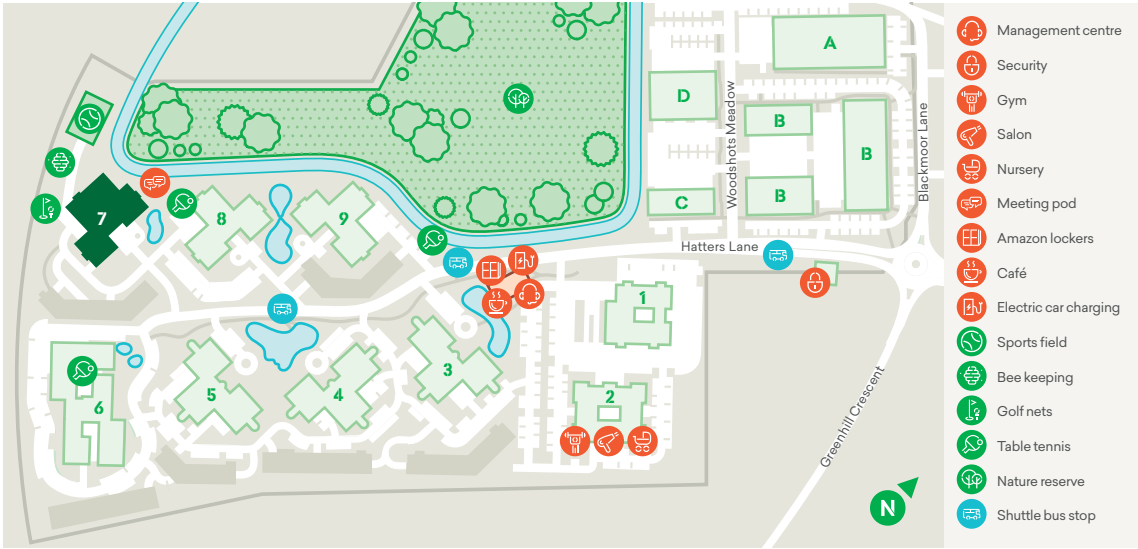 A
D
B
B
B
C
Woodshots Meadow
Blackmoor Lane
Hatters Lane
7
8
9
1
2
3
4
5
6
Greenhill Crescent
N
Management centre
Security
Gym
Salon
Nursery
Meeting pod
Amazon lockers
Café
Electric car charging
Sports field
Bee keeping
Golf nets
Table tennis
Nature reserve
Shuttle bus stop